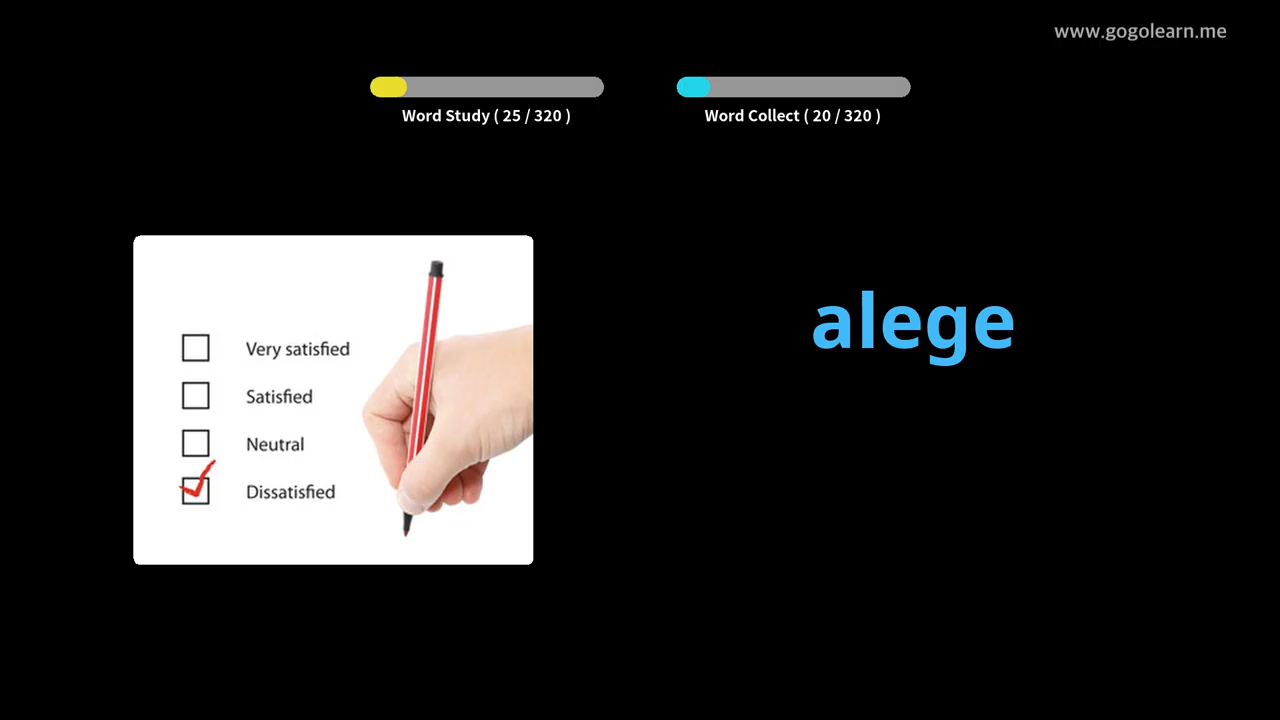 www.gogolearn.me
Word Study ( 25 / 320 )
Word Collect ( 20 / 320 )
Very satisfied
Satisfied
Neutral
Dissatisfied
alege